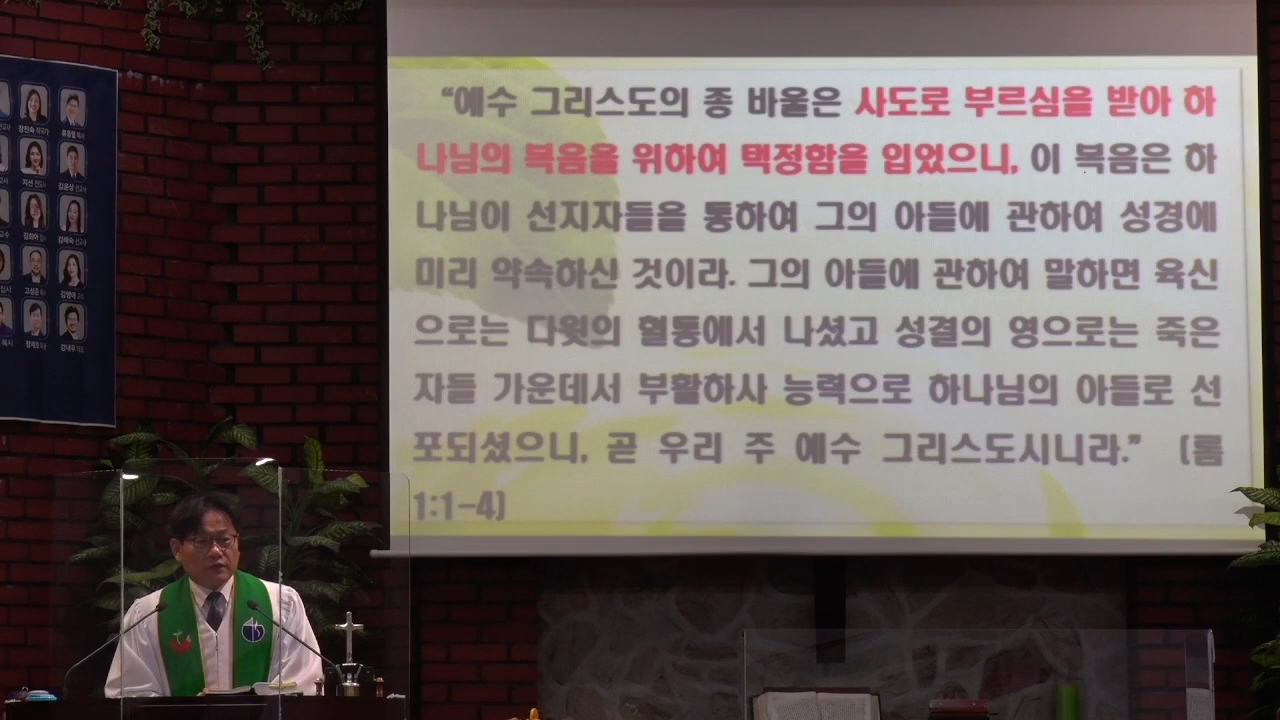 “예수 그리스도의 종 바울은 사도로 부르심을 받아 하
나님의 복음을 위하여 택정함을 입었으니, 이 복음은 하
나님이 선지자들을 통하여 그의 아들에 관하여 성경에
미리 약속하신 것이라. 그의 아들에 관하여 말하면 육신
으로는 다윗의 혈통에서 나셨고 성결의 영으로는 죽은
자들 가운데서 부활하사 능력으로 하나님의 아들로 선
포되셨으니, 곧 우리 주 예수 그리스도시니라.” (롬
1:1-4)